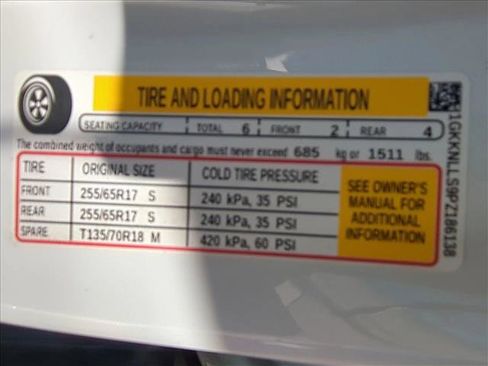 TIRE AND LOADING INFORMATION
SEATING CAPACITY TOTAL 6 FRONT 2 REAR 4
The combined weight of occupants and cargo must never exceed 685 kg or 1511 lbs.
TIRE ORIGINAL SIZE COLD TIRE PRESSURE
FRONT 255/65R17 S 240 kPa, 35 PSI
REAR 255/65R17 S 240 kPa, 35 PSI
SPARE T135/70R18 M 420 kPa, 60 PSI
SEE OWNER'S
MANUAL FOR
ADDITIONAL
INFORMATION
1GKKNLLS9PZ186138